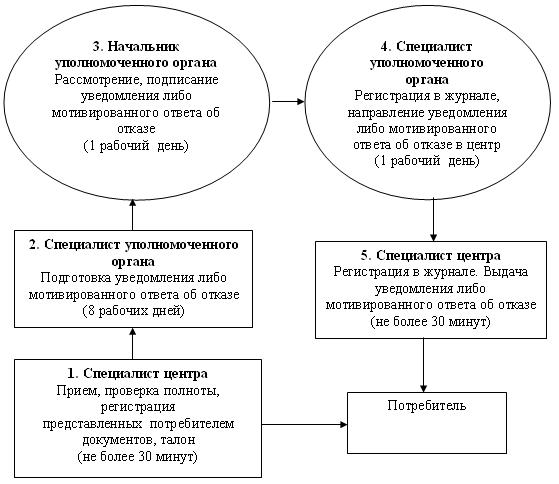 3. Начальник
уполномоченного органа
Рассмотрение, подписание
уведомления либо
мотивированного ответа об
отказе
(1 рабочий день)
4. Специалист
уполномоченного
органа
Регистрация в журнале,
направление уведомления
либо мотивированного
ответа об отказе в центр
(1 рабочий день)
2. Специалист уполномоченного
органа
Подготовка уведомления либо
мотивированного ответа об отказе
(8 рабочих дней)
5. Специалист центра
Регистрация в журнале. Выдача
уведомления либо
мотивированного ответа об отказе
(не более 30 минут)
1. Специалист центра
Прием, проверка полноты,
регистрация
представленных потребителем
документов, талон
(не более 30 минут)
Потребитель